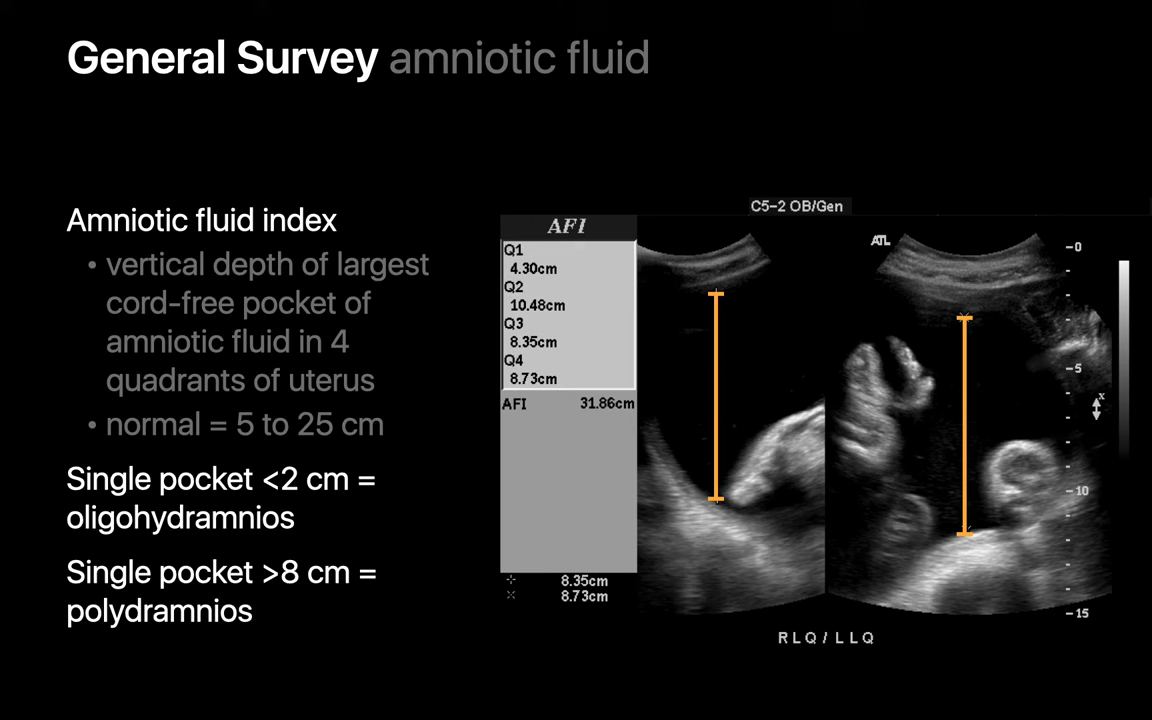 General Survey amniotic fluid
Amniotic fluid index
• vertical depth of largest
cord-free pocket of
amniotic fluid in 4
quadrants of uterus
• normal = 5 to 25 cm
Single pocket <2 cm =
oligohydramnios
Single pocket >8 cm =
polydramnios
C5-2 OB/Gen
AFI
Q1
4.30cm
Q2
10.48cm
Q3
8.35cm
Q4
8.73cm
AFI 31.86cm
8.35cm
8.73cm
ATL
0
5
x
10
15
RLQ/LLQ